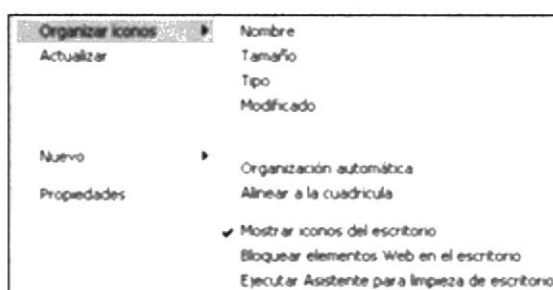 Organizar iconos
Actualizar
Nuevo
Propiedades
Nombre
Tamaño
Tipo
Modificado
Organización automática
Alinear a la cuadricula
Mostrar iconos del escritorio
Bloquear elementos Web en el escritorio
Ejecutar Asistente para limpieza de escritorio